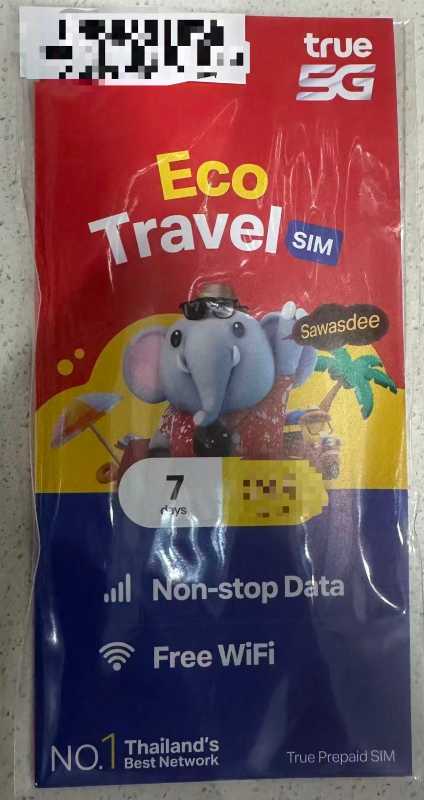 true
5G
Eco
Travel SIM
Sawasdee
7
days
Non-stop Data
Free WiFi
NO.1 Thailand's
Best Network
True Prepaid SIM